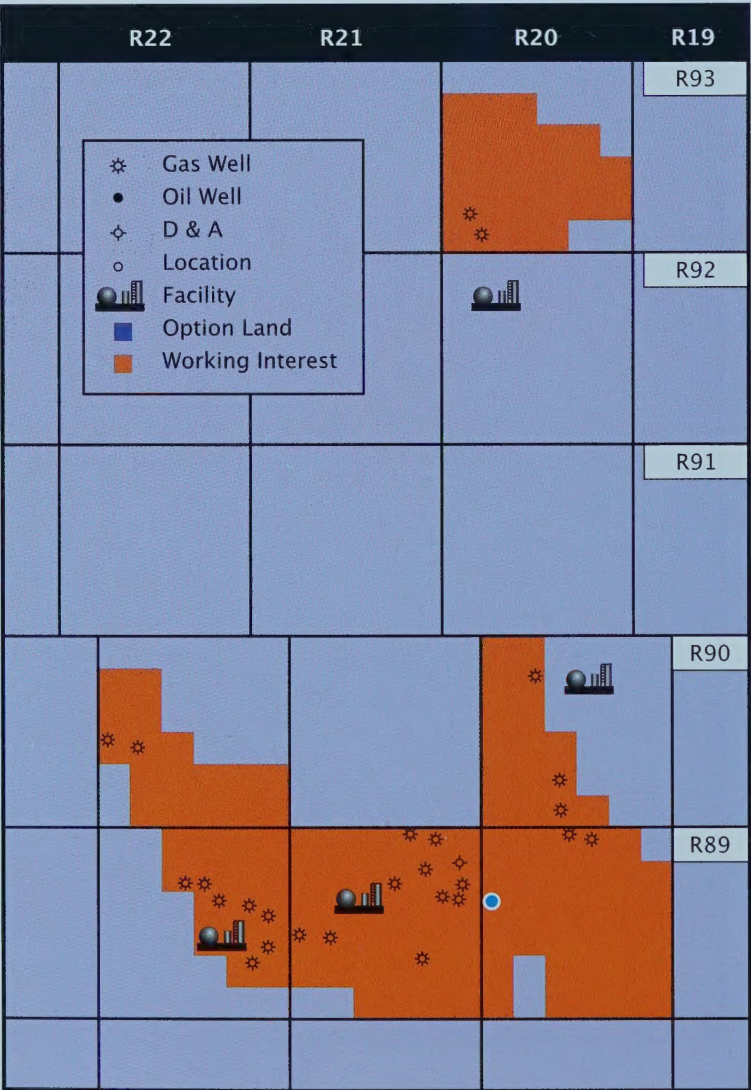 R22 R21 R20 R19
R93
Gas Well
Oil Well
D & A
Location
Facility
Option Land
Working Interest
R92
R91
R90
R89